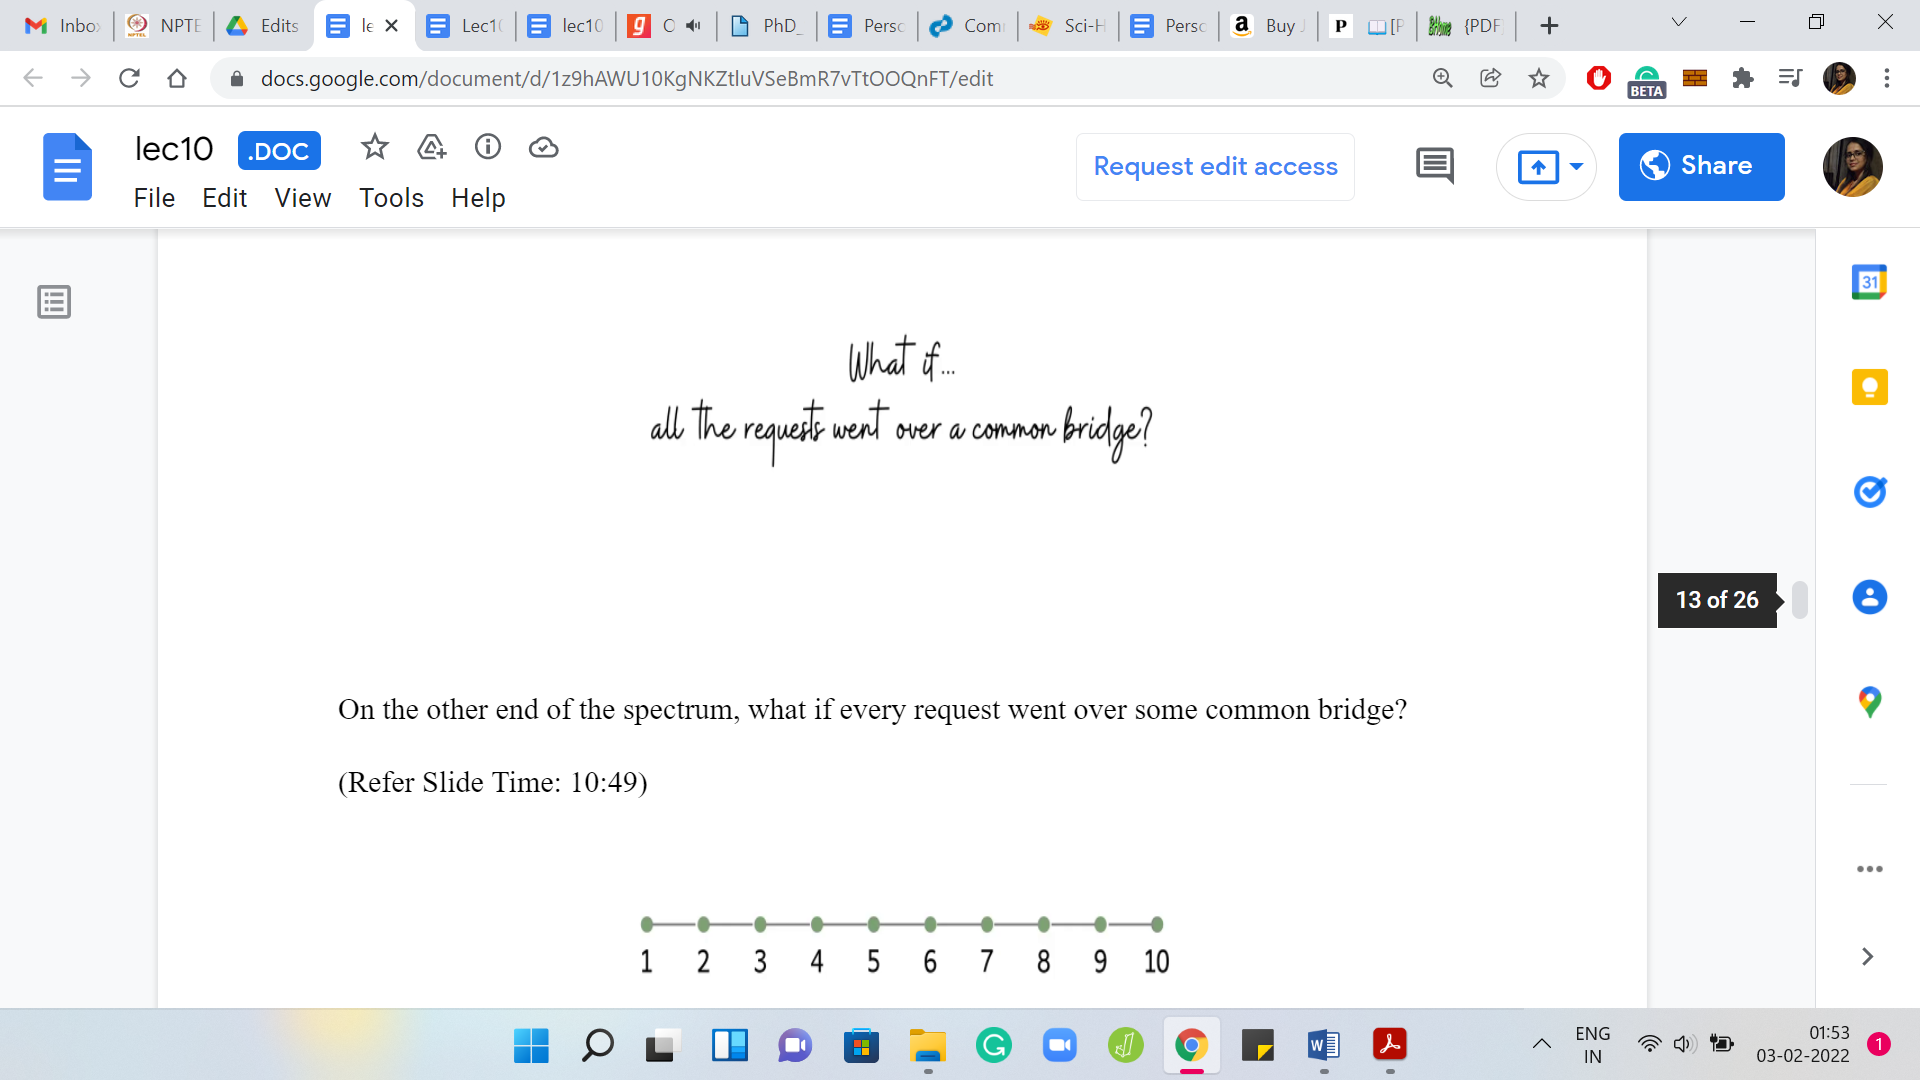 Inbo
NPTE
Edits
le
Lec1
lec10
O
PhD_
Perso
Com
Sci-H
Perso
Buy J
[P
{PDF
docs.google.com/document/d/1z9hAWU10KgNKZtluVSeBmR7vTtOOQnFT/edit
BETA
lec10
.DOC
Request edit access
Share
File Edit View Tools Help
31
What if...
all the requests went over a common bridge?
13 of 26
On the other end of the spectrum, what if every request went over some common bridge?
(Refer Slide Time: 10:49)
1 2 3 4 5 6 7 8 9 10
ENG
IN
01:53
03-02-2022
1